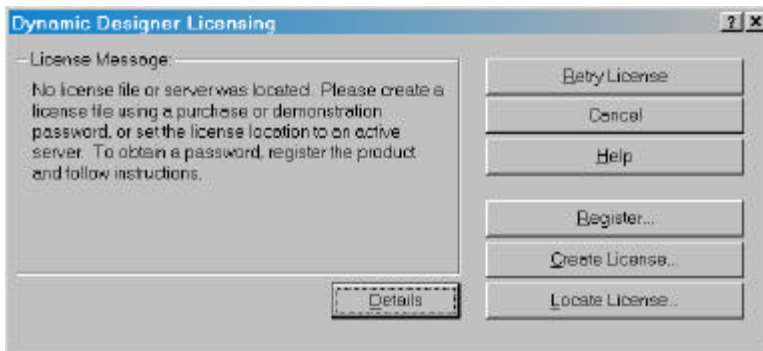 Dynamic Designer Licensing
License Message:
No license file or server was located. Please create a
license file using a purchase or demonstration
password, or set the license location to an active
server. To obtain a password, register the product
and follow instructions.
Retry License
Cancel
Help
Register...
Create License...
Locate License...
Details